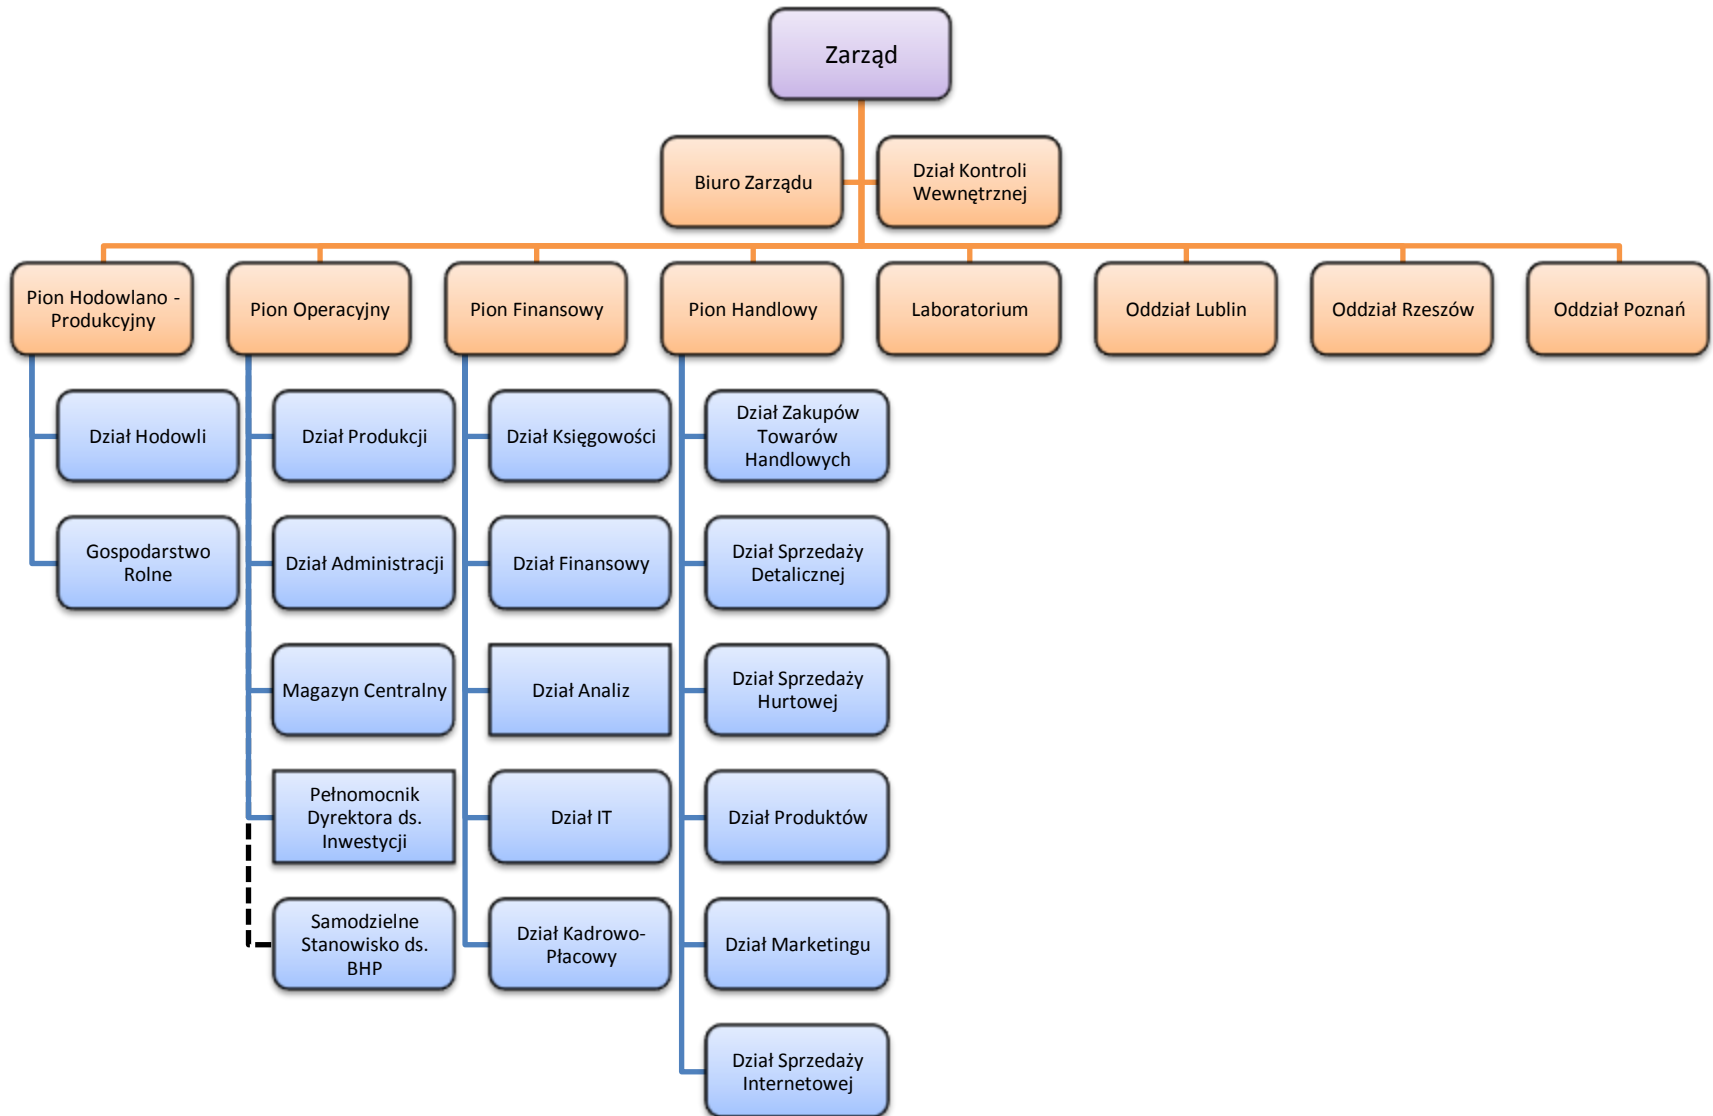 Zarząd
Biuro Zarządu
Dział Kontroli
Wewnętrznej
Pion Hodowlano -
Produkcyjny
Pion Operacyjny
Pion Finansowy
Pion Handlowy
Laboratorium
Oddział Lublin
Oddział Rzeszów
Oddział Poznań
Dział Hodowli
Gospodarstwo
Rolne
Dział Produkcji
Dział Administracji
Magazyn Centralny
Pełnomocnik
Dyrektora ds.
Inwestycji
Samodzielne
Stanowisko ds.
BHP
Dział Księgowości
Dział Finansowy
Dział Analiz
Dział IT
Dział Kadrowo-
Płacowy
Dział Zakupów
Towarów
Handlowych
Dział Sprzedaży
Detalicznej
Dział Sprzedaży
Hurtowej
Dział Produktów
Dział Marketingu
Dział Sprzedaży
Internetowej